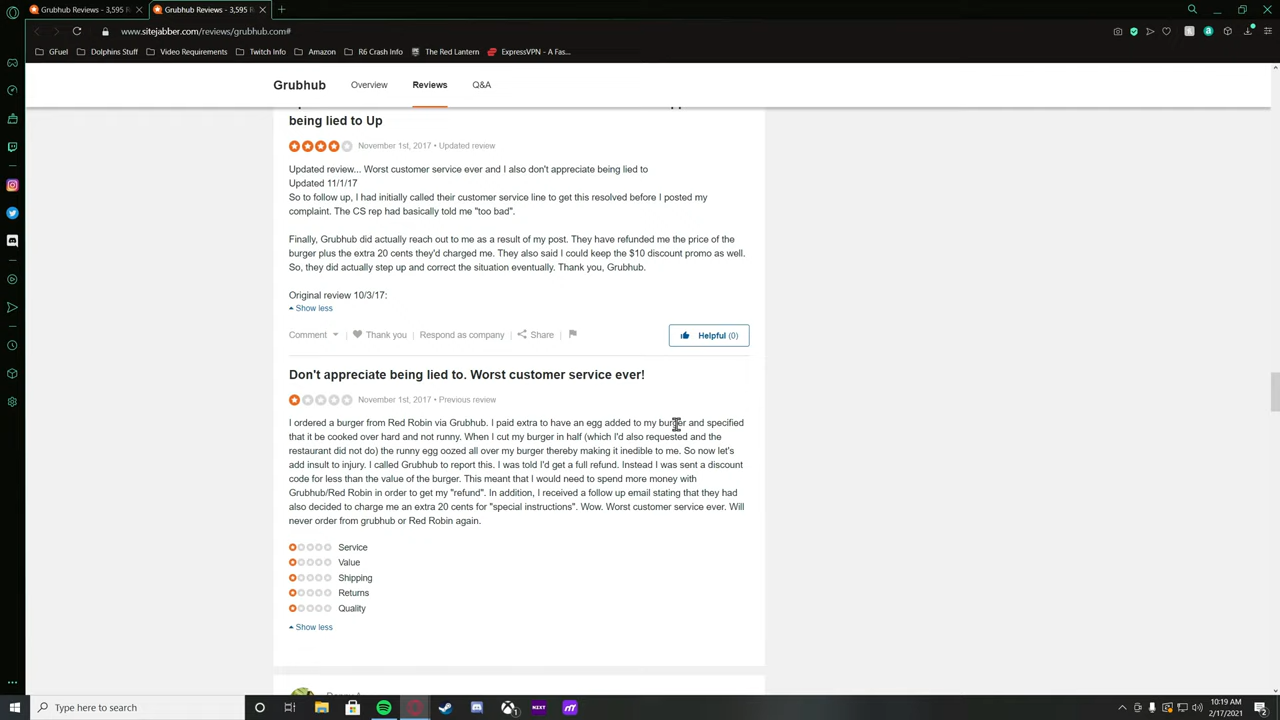 Grubhub Reviews - 3,595 R
Grubhub Reviews - 3,595 R
www.sitejabber.com/reviews/grubhub.com#
GFuel
Dolphins Stuff
Video Requirements
Twitch Info
Amazon
R6 Crash Info
The Red Lantern
ExpressVPN - A Fas...
Grubhub
Overview
Reviews
Q&A
being lied to Up
November 1st, 2017 • Updated review
Updated review... Worst customer service ever and I also don't appreciate being lied to
Updated 11/1/17
So to follow up, I had initially called their customer service line to get this resolved before I posted my
complaint. The CS rep had basically told me "too bad".
Finally, Grubhub did actually reach out to me as a result of my post. They have refunded me the price of the
burger plus the extra 20 cents they'd charged me. They also said I could keep the $10 discount promo as well.
So, they did actually step up and correct the situation eventually. Thank you, Grubhub.
Original review 10/3/17:
Show less
Comment
Thank you
Respond as company
Share
Helpful (0)
Don't appreciate being lied to. Worst customer service ever!
November 1st, 2017 • Previous review
I ordered a burger from Red Robin via Grubhub. I paid extra to have an egg added to my burger and specified
that it be cooked over hard and not runny. When I cut my burger in half (which I'd also requested and the
restaurant did not do) the runny egg oozed all over my burger thereby making it inedible to me. So now let's
add insult to injury. I called Grubhub to report this. I was told I'd get a full refund. Instead I was sent a discount
code for less than the value of the burger. This meant that I would need to spend more money with
Grubhub/Red Robin in order to get my "refund". In addition, I received a follow up email stating that they had
also decided to charge me an extra 20 cents for "special instructions". Wow. Worst customer service ever. Will
never order from grubhub or Red Robin again.
Service
Value
Shipping
Returns
Quality
Show less
Type here to search
NZXT
10:19 AM
2/17/2021
2